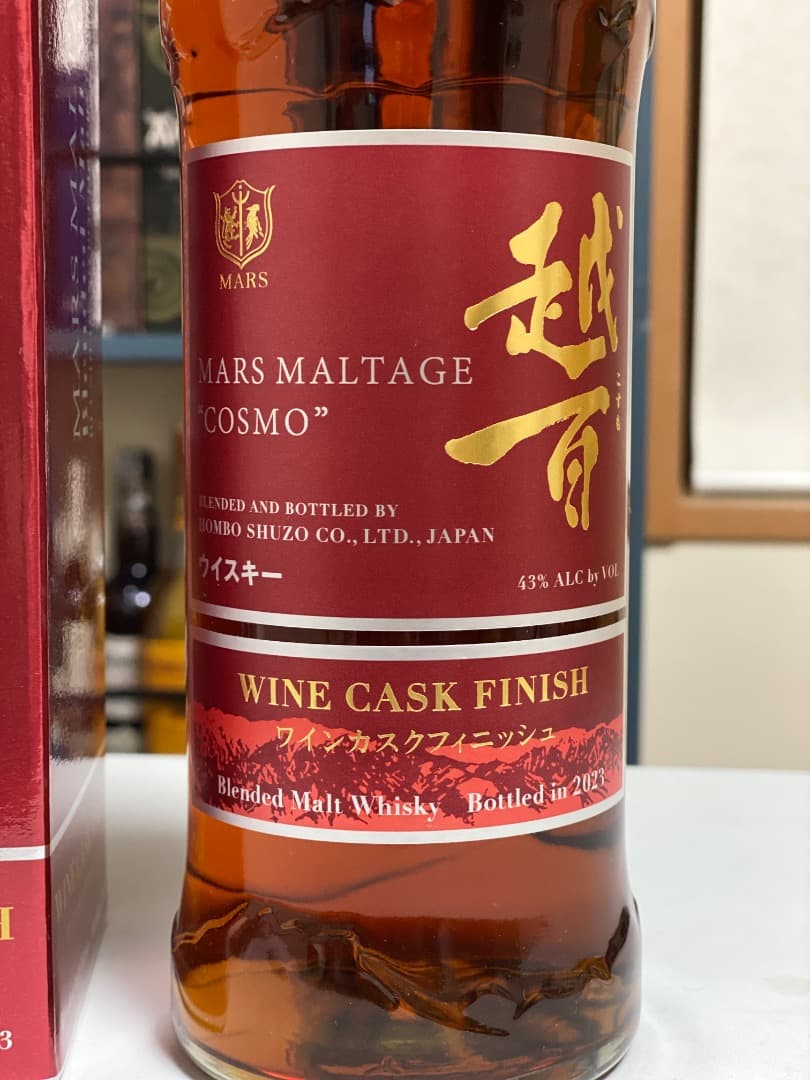 MARS
越百
こすも
MARS MALTAGE
"COSMO"
BLENDED AND BOTTLED BY
HOMBO SHUZO CO., LTD., JAPAN
ウイスキー
43% ALC by VOL
WINE CASK FINISH
ワインカスクフィニッシュ
Blended Malt Whisky Bottled in 2023
H
3